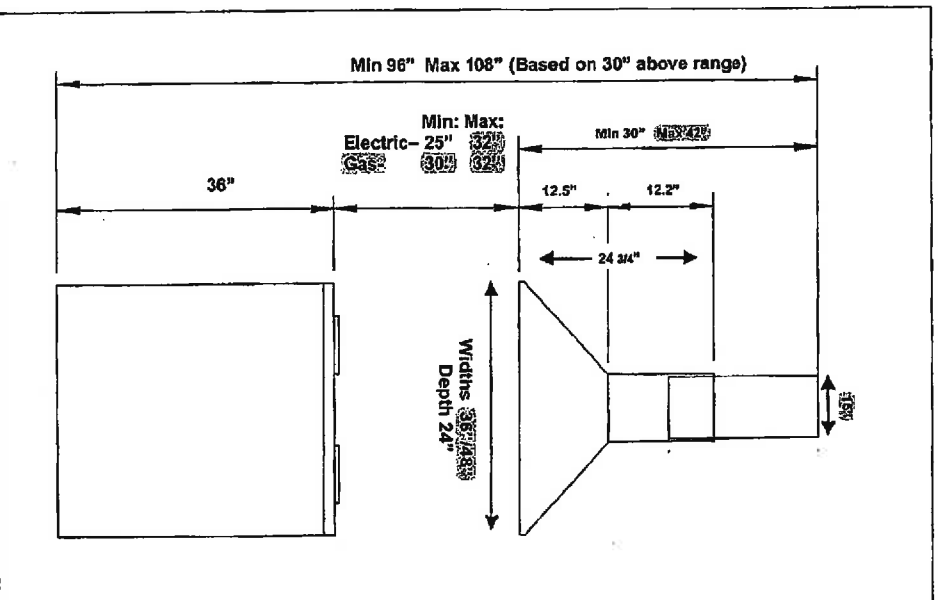 Min 96" Max 108" (Based on 30" above range)
Min: Max:
Electric– 25" 32"
Gas- 30" 32"
Min 30" Max 42"
36"
12.5"
12.2"
24 3/4"
Widths 36"/48"
Depth 24"